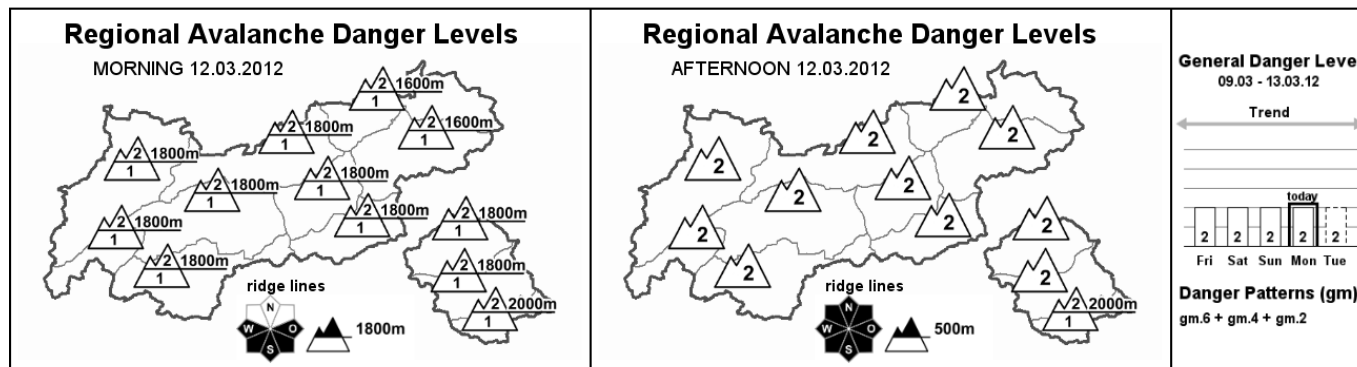 Regional Avalanche Danger Levels
MORNING 12.03.2012
2 1600m
1
2 1600m
1
2 1800m
1
2 1800m
1
2 1800m
1
2 1800m
1
2 1800m
1
2 1800m
1
2 1800m
1
2 1800m
1
2 1800m
1
2 2000m
1
ridge lines
N
W O
S
1800m
Regional Avalanche Danger Levels
AFTERNOON 12.03.2012
2
2
2
2
2
2
2
2
2
2
2
2 2000m
1
ridge lines
N
W O
S
500m
General Danger Leve
09.03 - 13.03.12
Trend
today
2 2 2 2 2
Fri Sat Sun Mon Tue
Danger Patterns (gm)
gm.6 + gm.4 + gm.2